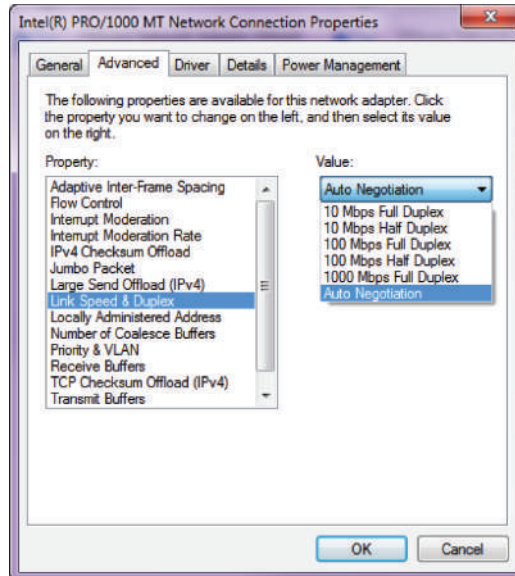 Intel(R) PRO/1000 MT Network Connection Properties
General
Advanced
Driver
Details
Power Management
The following properties are available for this network adapter. Click
the property you want to change on the left, and then select its value
on the right.
Property:
Adaptive Inter-Frame Spacing
Flow Control
Interrupt Moderation
Interrupt Moderation Rate
IPv4 Checksum Offload
Jumbo Packet
Large Send Offload (IPv4)
Link Speed & Duplex
Locally Administered Address
Number of Coalesce Buffers
Priority & VLAN
Receive Buffers
TCP Checksum Offload (IPv4)
Transmit Buffers
Value:
Auto Negotiation
10 Mbps Full Duplex
10 Mbps Half Duplex
100 Mbps Full Duplex
100 Mbps Half Duplex
1000 Mbps Full Duplex
Auto Negotiation
OK
Cancel